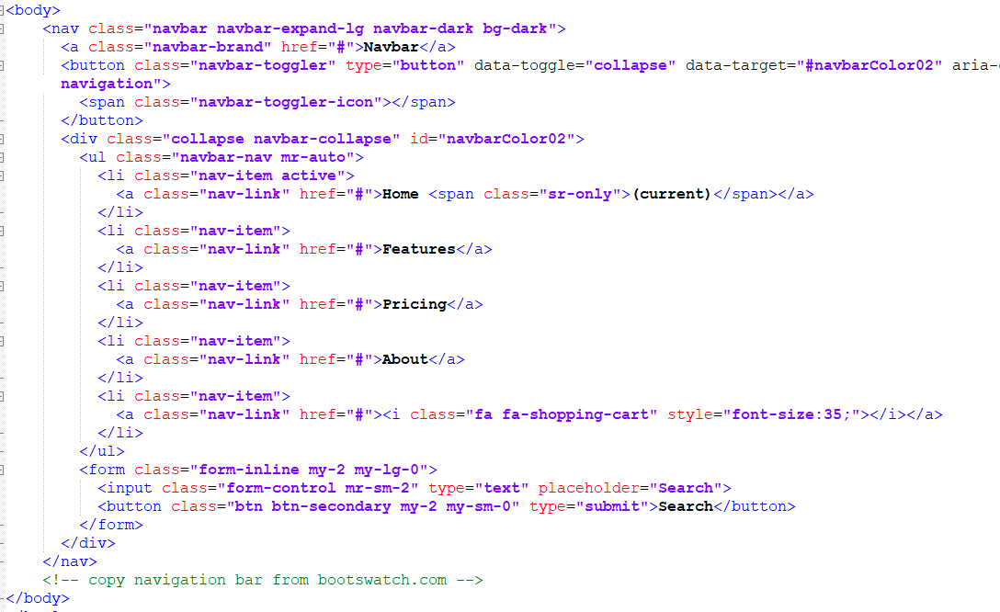 <body>
<nav class="navbar navbar-expand-lg navbar-dark bg-dark">
<a class="navbar-brand" href="#">Navbar</a>
<button class="navbar-toggler" type="button" data-toggle="collapse" data-target="#navbarColor02" aria-
navigation">
<span class="navbar-toggler-icon"></span>
</button>
<div class="collapse navbar-collapse" id="navbarColor02">
<ul class="navbar-nav mr-auto">
<li class="nav-item active">
<a class="nav-link" href="#">Home <span class="sr-only">(current)</span></a>
</li>
<li class="nav-item">
<a class="nav-link" href="#">Features</a>
</li>
<li class="nav-item">
<a class="nav-link" href="#">Pricing</a>
</li>
<li class="nav-item">
<a class="nav-link" href="#">About</a>
</li>
<li class="nav-item">
<a class="nav-link" href="#"><i class="fa fa-shopping-cart" style="font-size:35;"></i></a>
</li>
</ul>
<form class="form-inline my-2 my-lg-0">
<input class="form-control mr-sm-2" type="text" placeholder="Search">
<button class="btn btn-secondary my-2 my-sm-0" type="submit">Search</button>
</form>
</div>
</nav>
<!-- copy navigation bar from bootswatch.com -->
</body>